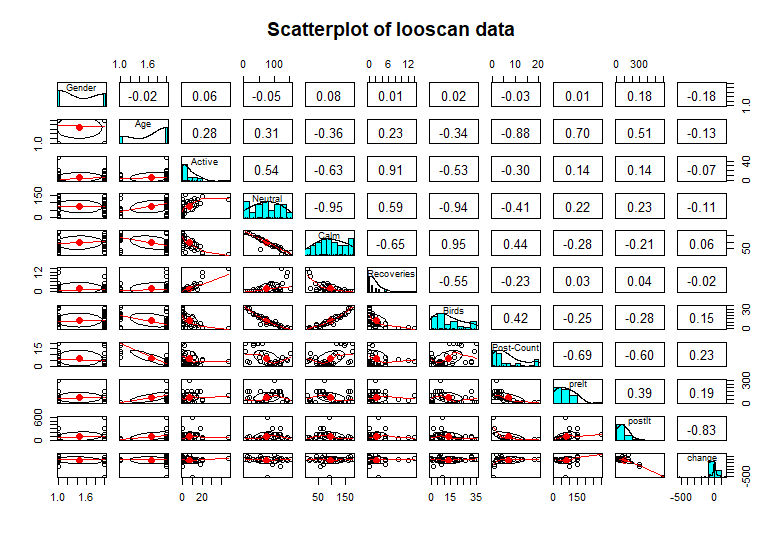 Scatterplot of looscan data
1.0 1.6 0 100 0 6 12 0 10 20 0 300
Gender -0.02 0.06 -0.05 0.08 0.01 0.02 -0.03 0.01 0.18 -0.18 1.0
1.0 Age 0.28 0.31 -0.36 0.23 -0.34 -0.88 0.70 0.51 -0.13
Active 0.54 -0.63 0.91 -0.53 -0.30 0.14 0.14 -0.07 0 40
0 150 Neutral -0.95 0.59 -0.94 -0.41 0.22 0.23 -0.11
Calm -0.65 0.95 0.44 -0.28 -0.21 0.06 50
0 12 Recoveries -0.55 -0.23 0.03 0.04 -0.02
Birds 0.42 -0.25 -0.28 0.15 0 30
0 15 Post-Count -0.69 -0.60 0.23
preIt 0.39 0.19 0 300
0 600 postIt -0.83
change -500
1.0 1.6 0 20 50 150 0 15 35 0 150 -500 0